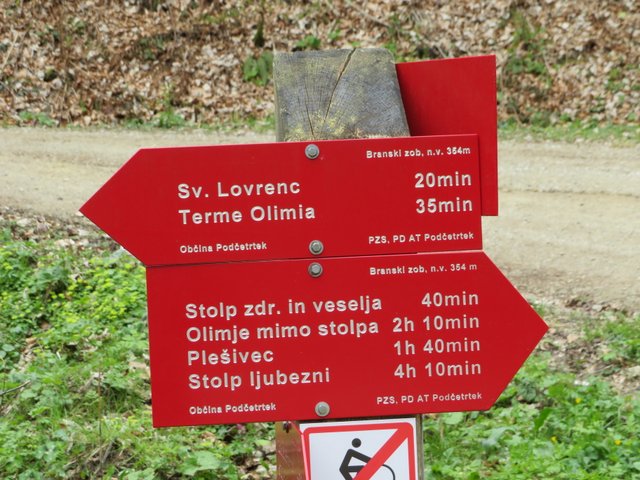 Branski zob, n.v. 354m
Sv. Lovrenc 20min
Terme Olimia 35min
Občina Podčetrtek PZS, PD AT Podčetrtek
Branski zob, n.v. 354 m
Stolp zdr. in veselja 40min
Olimje mimo stolpa 2h 10min
Plešivec 1h 40min
Stolp ljubezni 4h 10min
Občina Podčetrtek PZS, PD AT Podčetrtek